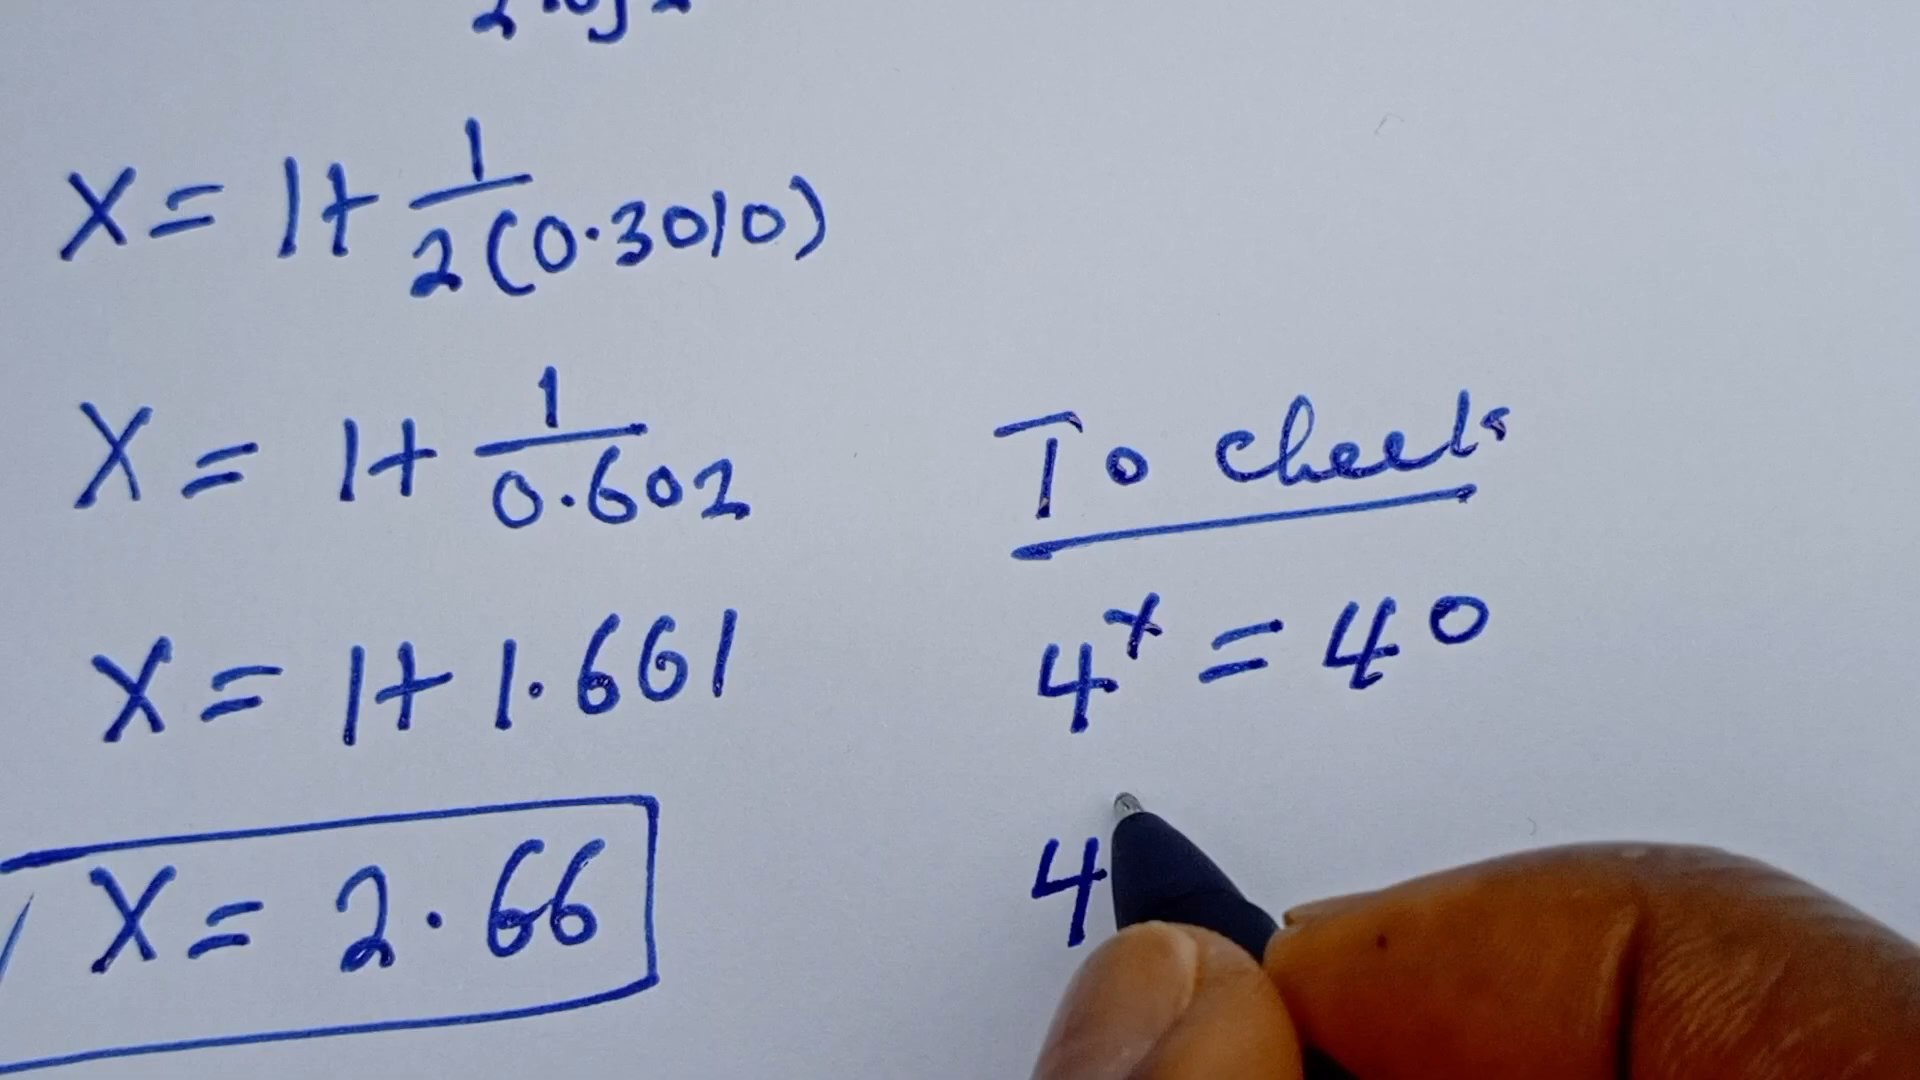 X = 1 + 1/2(0.3010)
X = 1 + 1/0.602
X = 1 + 1.661
X = 2.66
To check
4^x = 40
4